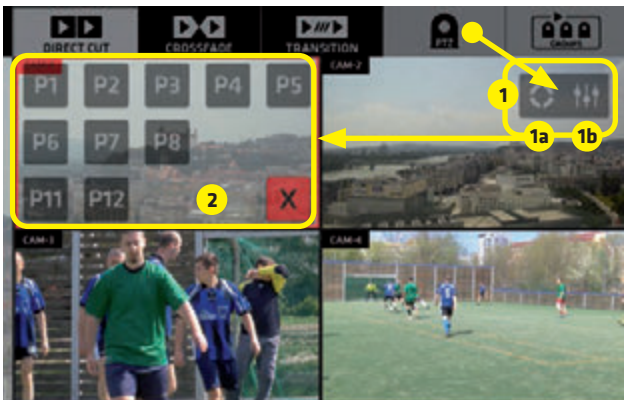 DIRECT CUT
CROSSFADE
TRANSITION
PTZ
GROUPS
P1 P2 P3 P4 P5
CAM-2
1
1a 1b
P6 P7 P8
P11 P12
2
X
CAM-3
CAM-4